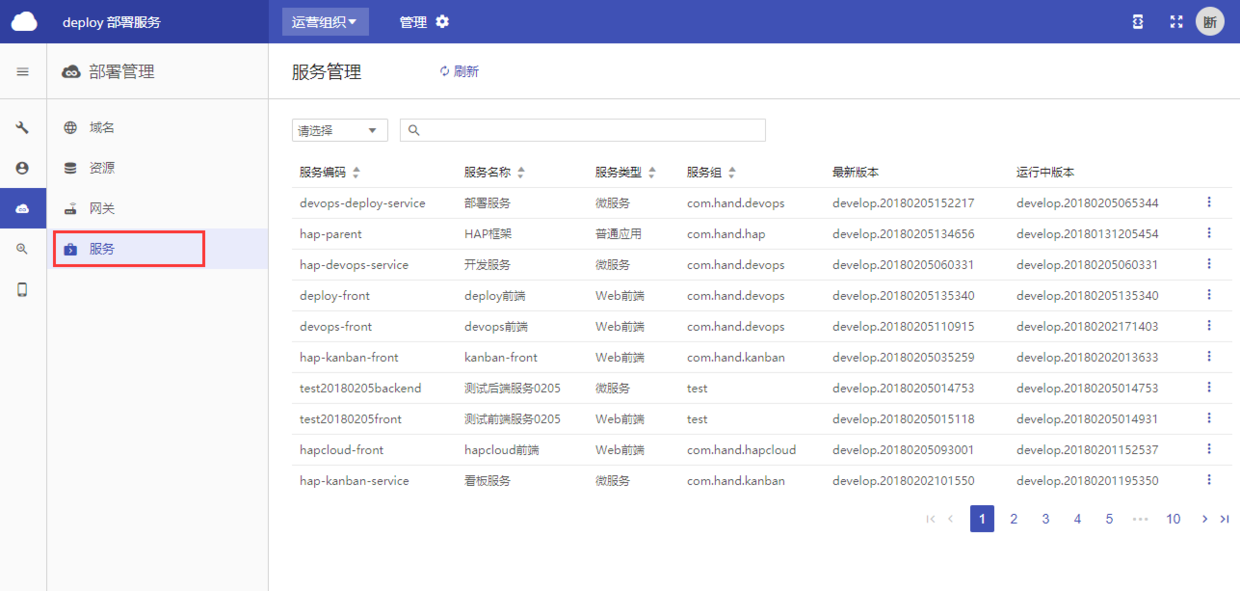 deploy 部署服务
运营组织
管理
断
部署管理
服务管理
刷新
域名
资源
网关
服务
请选择
服务编码 服务名称 服务类型 服务组 最新版本 运行中版本
devops-deploy-service 部署服务 微服务 com.hand.devops develop.20180205152217 develop.20180205065344
hap-parent HAP框架 普通应用 com.hand.hap develop.20180205134656 develop.20180131205454
hap-devops-service 开发服务 微服务 com.hand.devops develop.20180205060331 develop.20180205060331
deploy-front deploy前端 Web前端 com.hand.devops develop.20180205135340 develop.20180205135340
devops-front devops前端 Web前端 com.hand.devops develop.20180205110915 develop.20180202171403
hap-kanban-front kanban-front Web前端 com.hand.kanban develop.20180205035259 develop.20180202013633
test20180205backend 测试后端服务0205 微服务 test develop.20180205014753 develop.20180205014753
test20180205front 测试前端服务0205 Web前端 test develop.20180205015118 develop.20180205014931
hapcloud-front hapcloud前端 Web前端 com.hand.hapcloud develop.20180205093001 develop.20180201152537
hap-kanban-service 看板服务 微服务 com.hand.kanban develop.20180202101550 develop.20180201195350
1 2 3 4 5 ••• 10